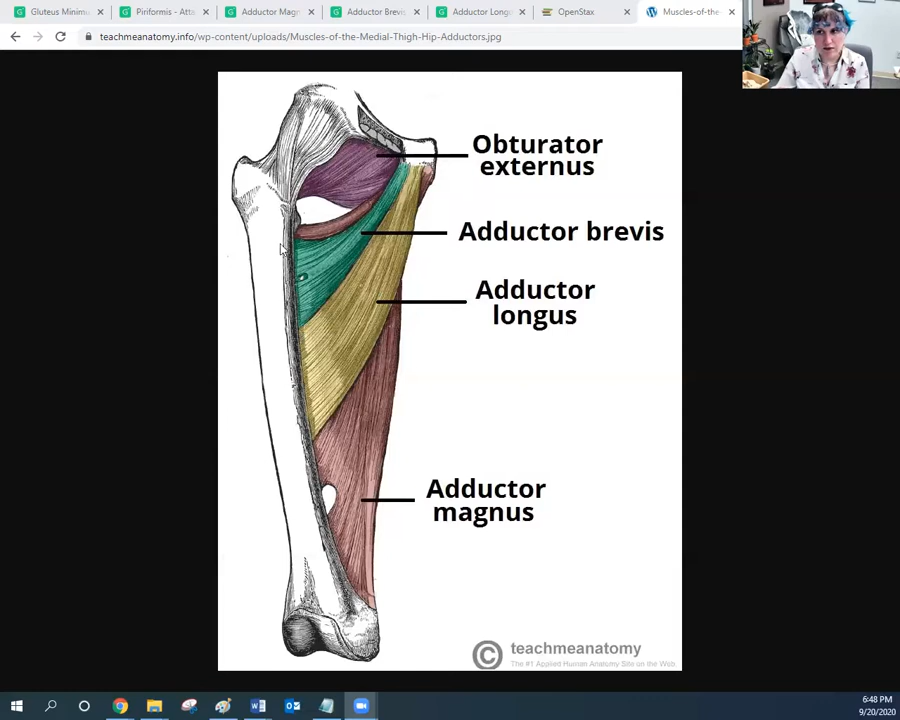 Gluteus Minimu
Piriformis - Atta
Adductor Magn
Adductor Brevis
Adductor Longu
OpenStax
Muscles-of-the-
teachmeanatomy.info/wp-content/uploads/Muscles-of-the-Medial-Thigh-Hip-Adductors.jpg
Obturator
externus
Adductor brevis
Adductor
longus
Adductor
magnus
© teachmeanatomy
The #1 Applied Human Anatomy Site on the Web.
6:48 PM
9/20/2020